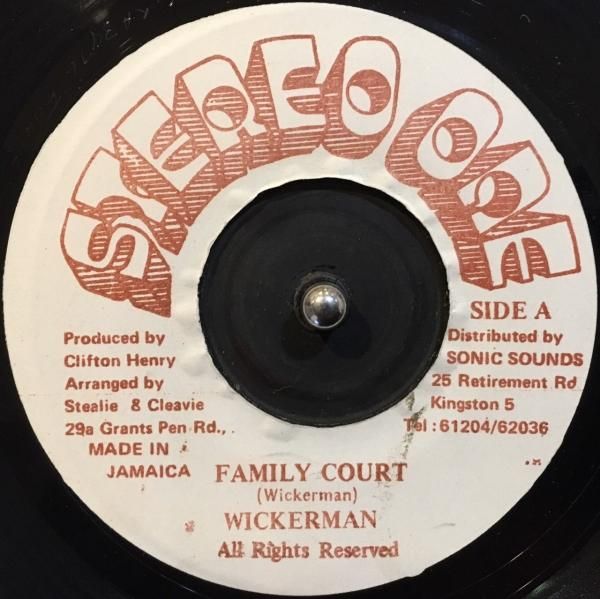 STEREO ONE
SIDE A
Produced by
Clifton Henry
Arranged by
Stealie & Cleavie
29a Grants Pen Rd.,.
MADE IN
JAMAICA
Distributed by
SONIC SOUNDS
25 Retirement Rd
Kingston 5
Tel : 61204/62036
FAMILY COURT
(Wickerman)
WICKERMAN
All Rights Reserved